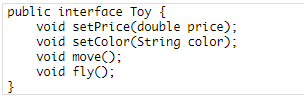 public interface Toy {
    void setPrice(double price);
    void setColor(String color);
    void move();
    void fly();
}